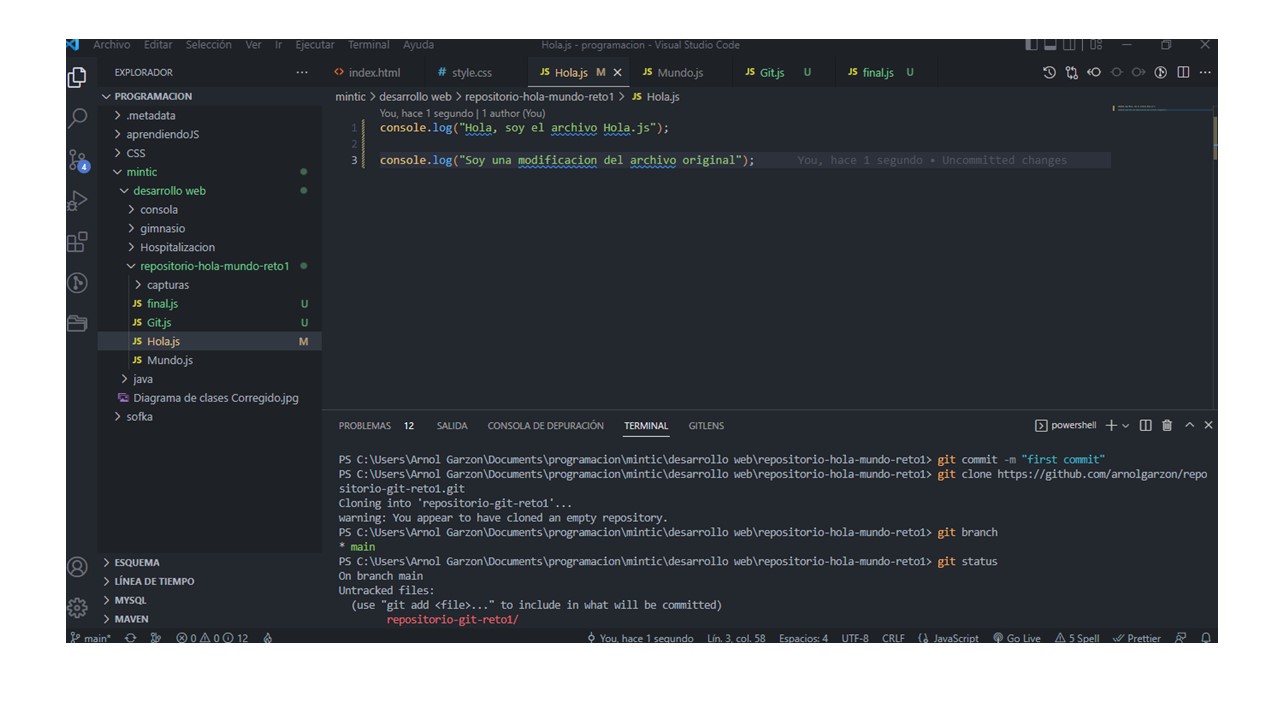 Archivo Editar Selección Ver Ir Ejecutar Terminal Ayuda Hola.js - programacion - Visual Studio Code
EXPLORADOR ···
index.html # style.css JS Hola.js M JS Mundo.js JS Git.js U JS final.js U
PROGRAMACION
.metadata
aprendiendoJS
CSS
mintic
desarrollo web
consola
gimnasio
Hospitalizacion
repositorio-hola-mundo-reto1
capturas
JS final.js U
JS Git.js U
JS Hola.js M
JS Mundo.js
java
Diagrama de clases Corregido.jpg
sofka
4
ESQUEMA
LÍNEA DE TIEMPO
MYSQL
MAVEN
mintic > desarrollo web > repositorio-hola-mundo-reto1 > JS Hola.js
You, hace 1 segundo | 1 author (You)
1 console.log("Hola, soy el archivo Hola.js");
2
3 console.log("Soy una modificacion del archivo original"); You, hace 1 segundo • Uncommitted changes
PROBLEMAS 12 SALIDA CONSOLA DE DEPURACIÓN TERMINAL GITLENS powershell
PS C:\Users\Arnol Garzon\Documents\programacion\mintic\desarrollo web\repositorio-hola-mundo-reto1> git commit -m "first commit"
PS C:\Users\Arnol Garzon\Documents\programacion\mintic\desarrollo web\repositorio-hola-mundo-reto1> git clone https://github.com/arnolgarzon/repo
sitorio-git-reto1.git
Cloning into 'repositorio-git-reto1'...
warning: You appear to have cloned an empty repository.
PS C:\Users\Arnol Garzon\Documents\programacion\mintic\desarrollo web\repositorio-hola-mundo-reto1> git branch
* main
PS C:\Users\Arnol Garzon\Documents\programacion\mintic\desarrollo web\repositorio-hola-mundo-reto1> git status
On branch main
Untracked files:
(use "git add <file>..." to include in what will be committed)
repositorio-git-reto1/
main* 0 0 12 You, hace 1 segundo Lín. 3, col. 58 Espacios: 4 UTF-8 CRLF JavaScript Go Live 5 Spell Prettier